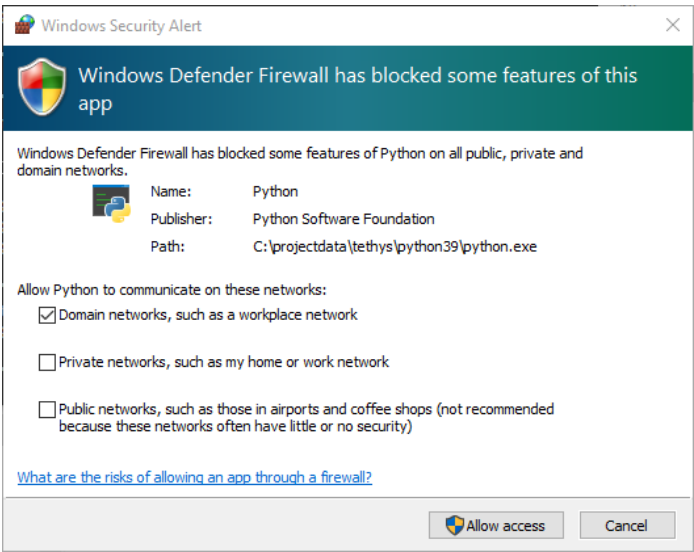 Windows Security Alert
Windows Defender Firewall has blocked some features of this
app
Windows Defender Firewall has blocked some features of Python on all public, private and
domain networks.
Name: Python
Publisher: Python Software Foundation
Path: C:\projectdata\tethys\python39\python.exe
Allow Python to communicate on these networks:
Domain networks, such as a workplace network
Private networks, such as my home or work network
Public networks, such as those in airports and coffee shops (not recommended
because these networks often have little or no security)
What are the risks of allowing an app through a firewall?
Allow access Cancel